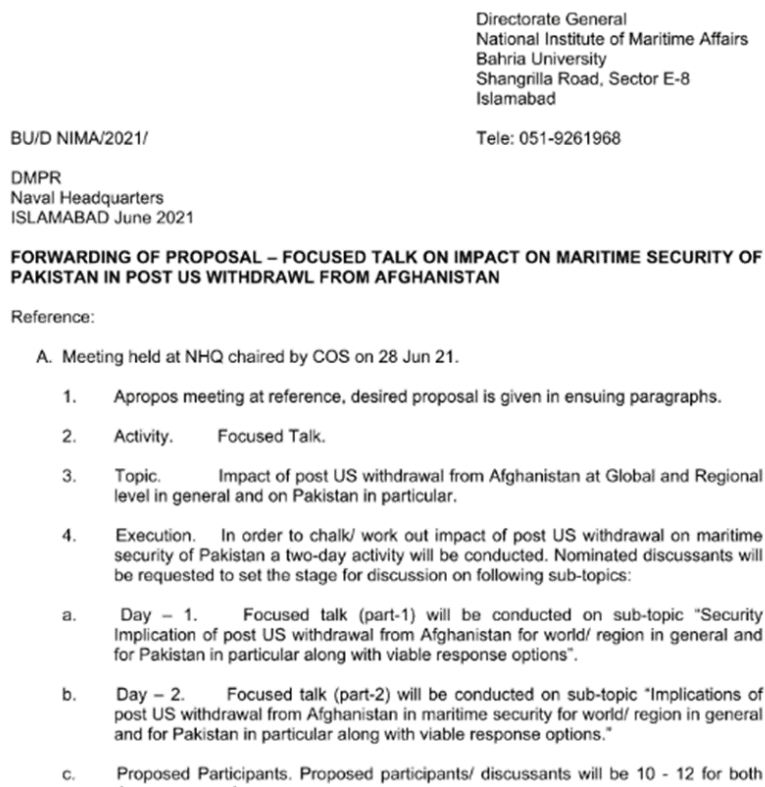 Directorate General
National Institute of Maritime Affairs
Bahria University
Shangrilla Road, Sector E-8
Islamabad
BU/D NIMA/2021/ Tele: 051-9261968
DMPR
Naval Headquarters
ISLAMABAD June 2021
FORWARDING OF PROPOSAL – FOCUSED TALK ON IMPACT ON MARITIME SECURITY OF
PAKISTAN IN POST US WITHDRAWL FROM AFGHANISTAN
Reference:
A. Meeting held at NHQ chaired by COS on 28 Jun 21.
1. Apropos meeting at reference, desired proposal is given in ensuing paragraphs.
2. Activity. Focused Talk.
3. Topic. Impact of post US withdrawal from Afghanistan at Global and Regional
level in general and on Pakistan in particular.
4. Execution. In order to chalk/ work out impact of post US withdrawal on maritime
security of Pakistan a two-day activity will be conducted. Nominated discussants will
be requested to set the stage for discussion on following sub-topics:
a. Day – 1. Focused talk (part-1) will be conducted on sub-topic “Security
Implication of post US withdrawal from Afghanistan for world/ region in general and
for Pakistan in particular along with viable response options”.
b. Day – 2. Focused talk (part-2) will be conducted on sub-topic “Implications of
post US withdrawal from Afghanistan in maritime security for world/ region in general
and for Pakistan in particular along with viable response options.”
c. Proposed Participants. Proposed participants/ discussants will be 10 - 12 for both